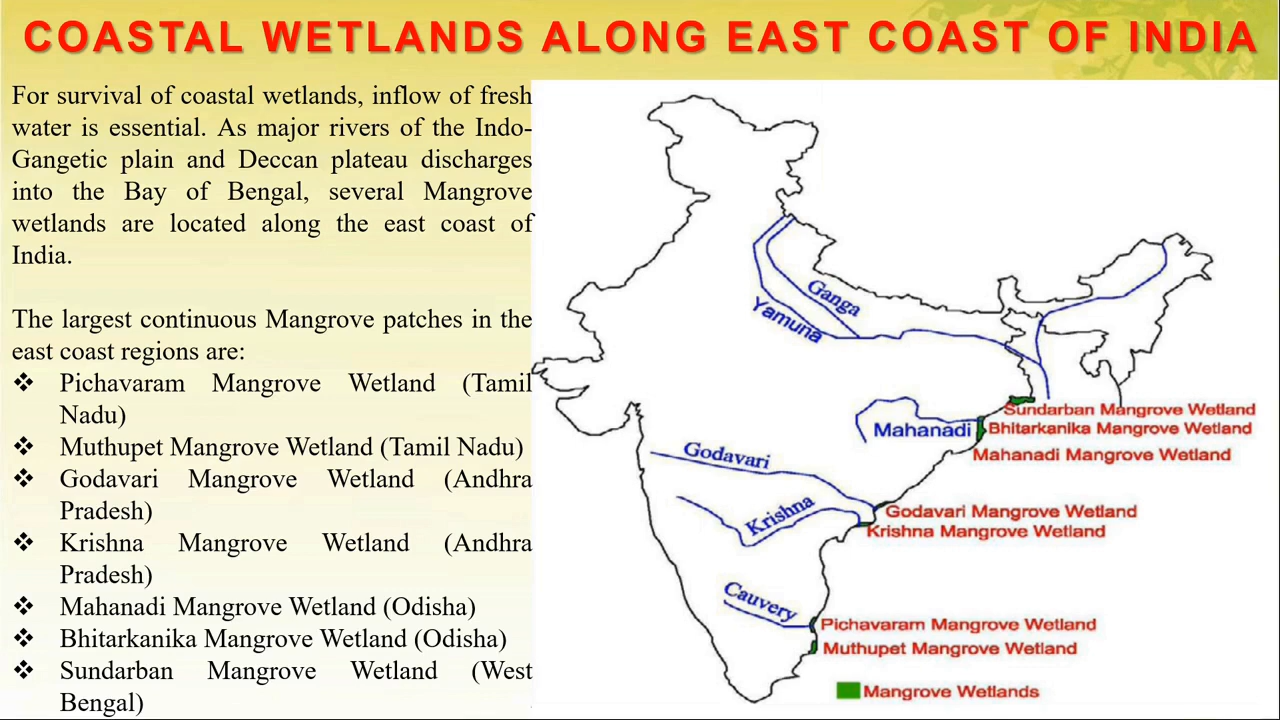 COASTAL WETLANDS ALONG EAST COAST OF INDIA
For survival of coastal wetlands, inflow of fresh
water is essential. As major rivers of the Indo-
Gangetic plain and Deccan plateau discharges
into the Bay of Bengal, several Mangrove
wetlands are located along the east coast of
India.
The largest continuous Mangrove patches in the
east coast regions are:
❖ Pichavaram Mangrove Wetland (Tamil
Nadu)
❖ Muthupet Mangrove Wetland (Tamil Nadu)
❖ Godavari Mangrove Wetland (Andhra
Pradesh)
❖ Krishna Mangrove Wetland (Andhra
Pradesh)
❖ Mahanadi Mangrove Wetland (Odisha)
❖ Bhitarkanika Mangrove Wetland (Odisha)
❖ Sundarban Mangrove Wetland (West
Bengal)
Ganga
Yamuna
Sundarban Mangrove Wetland
Mahanadi
Bhitarkanika Mangrove Wetland
Mahanadi Mangrove Wetland
Godavari
Krishna
Godavari Mangrove Wetland
Krishna Mangrove Wetland
Cauvery
Pichavaram Mangrove Wetland
Muthupet Mangrove Wetland
Mangrove Wetlands